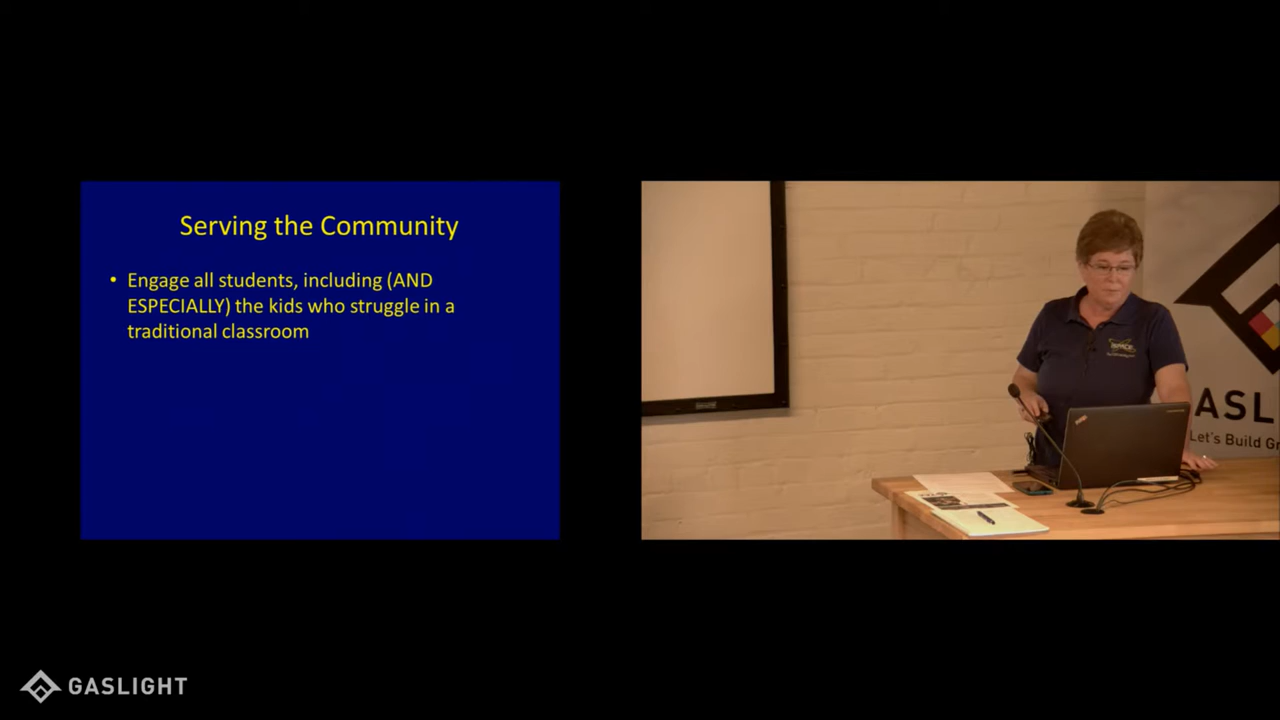 Serving the Community
• Engage all students, including (AND
ESPECIALLY) the kids who struggle in a
traditional classroom
ASL
Let's Build Gr
GASLIGHT